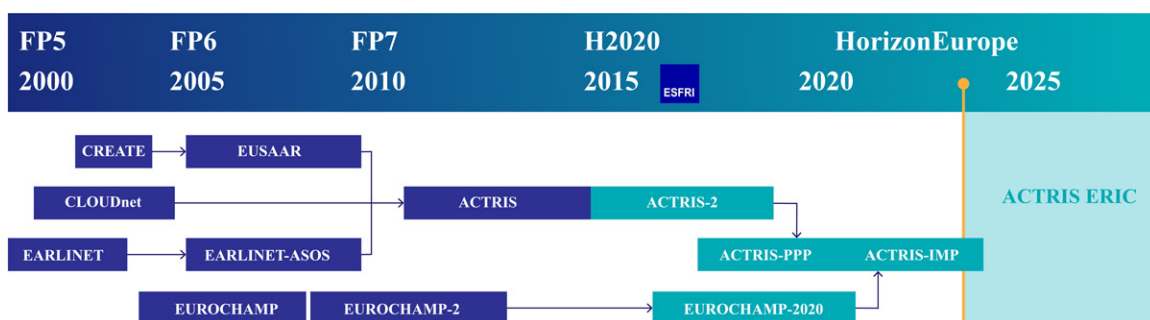 FP5 FP6 FP7 H2020 HorizonEurope
2000 2005 2010 2015 ESFRI 2020 2025
CREATE EUSAAR
CLOUDnet ACTRIS ACTRIS-2 ACTRIS ERIC
EARLINET EARLINET-ASOS ACTRIS-PPP ACTRIS-IMP
EUROCHAMP EUROCHAMP-2 EUROCHAMP-2020